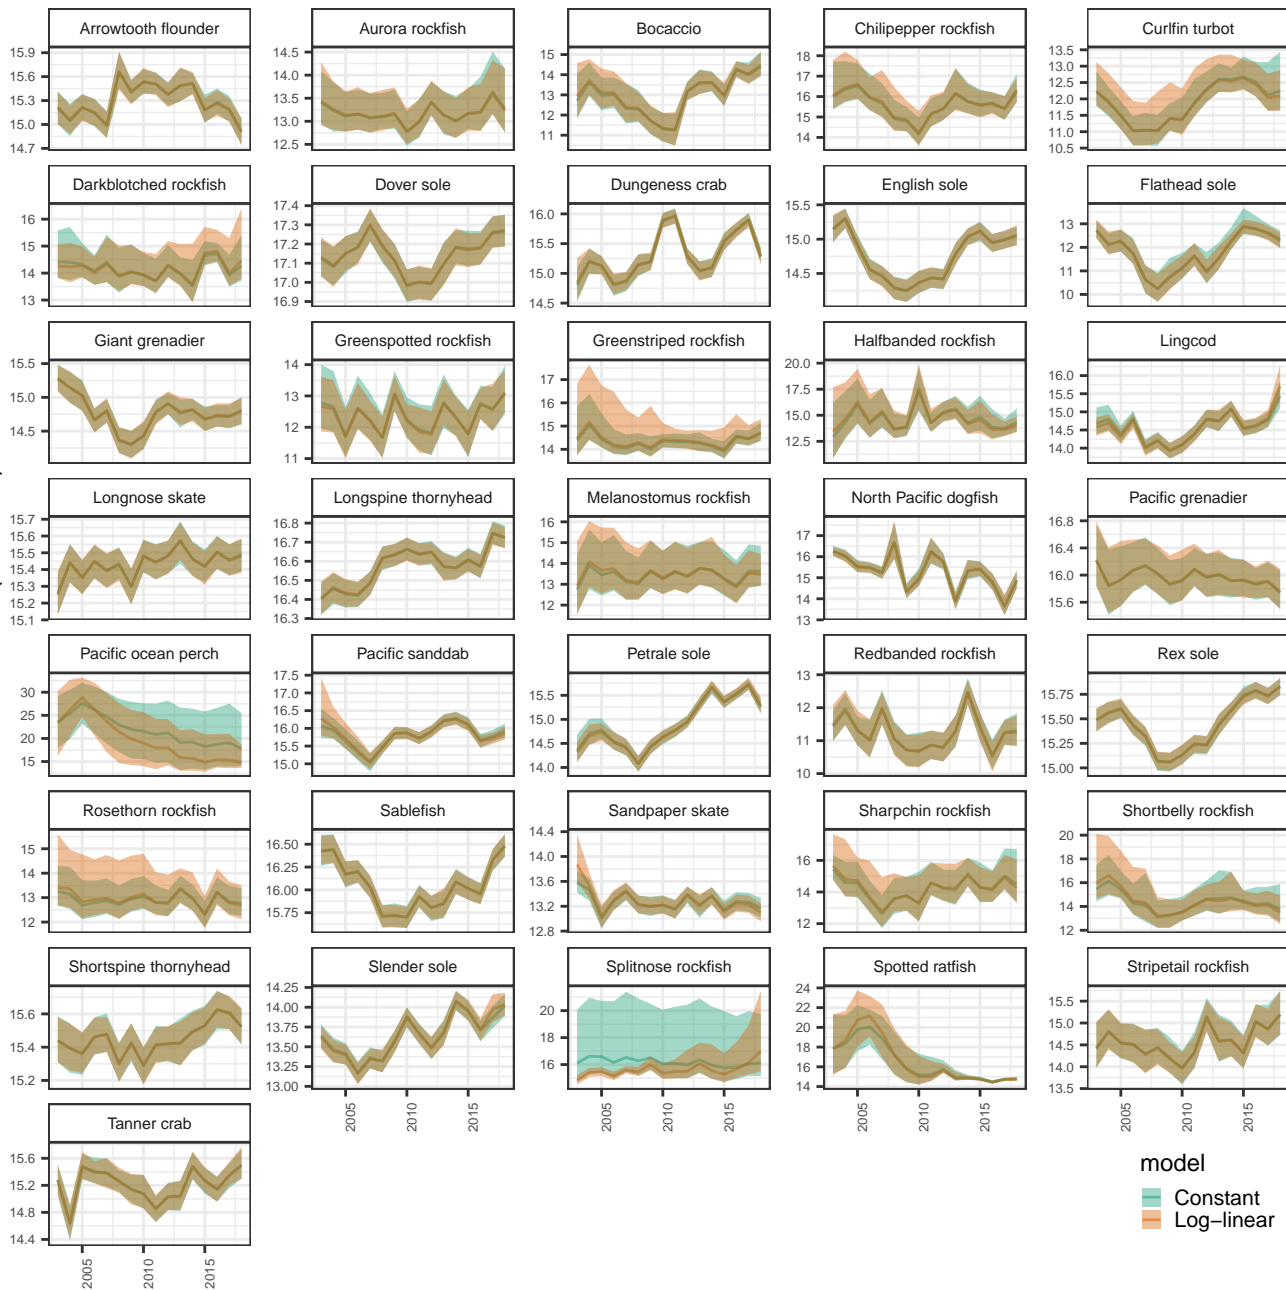 Arrowtooth flounder Aurora rockfish Bocaccio Chilipepper rockfish Curlfin turbot
15.9 15.6 15.3 15.0 14.7
14.5 14.0 13.5 13.0 12.5
15 14 13 12 11
18 17 16 15 14
13.5 13.0 12.5 12.0 11.5 11.0 10.5
Darkblotched rockfish Dover sole Dungeness crab English sole Flathead sole
16 15 14 13
17.4 17.3 17.2 17.1 17.0 16.9
16.0 15.5 15.0 14.5
15.5 15.0 14.5
13 12 11 10
Giant grenadier Greenspotted rockfish Greenstriped rockfish Halfbanded rockfish Lingcod
15.5 15.0 14.5
14 13 12 11
17 16 15 14
20.0 17.5 15.0 12.5
16.0 15.5 15.0 14.5 14.0
Longnose skate Longspine thornyhead Melanostomus rockfish North Pacific dogfish Pacific grenadier
15.7 15.6 15.5 15.4 15.3 15.2 15.1
16.8 16.7 16.6 16.5 16.4 16.3
16 15 14 13 12
17 16 15 14 13
16.8 16.4 16.0 15.6
Pacific ocean perch Pacific sanddab Petrale sole Redbanded rockfish Rex sole
30 25 20 15
17.5 17.0 16.5 16.0 15.5 15.0
15.5 15.0 14.5 14.0
13 12 11 10
15.75 15.50 15.25 15.00
Rosethorn rockfish Sablefish Sandpaper skate Sharpchin rockfish Shortbelly rockfish
15 14 13 12
16.50 16.25 16.00 15.75
14.4 14.0 13.6 13.2 12.8
16 14 12
20 18 16 14 12
Shortspine thornyhead Slender sole Splitnose rockfish Spotted ratfish Stripetail rockfish
15.6 15.4 15.2
14.25 14.00 13.75 13.50 13.25 13.00
20 18 16
24 22 20 18 16 14
15.5 15.0 14.5 14.0 13.5
2005 2010 2015 2005 2010 2015 2005 2010 2015 2005 2010 2015
Tanner crab
15.6 15.2 14.8 14.4
2005 2010 2015
model
Constant
Log−linear